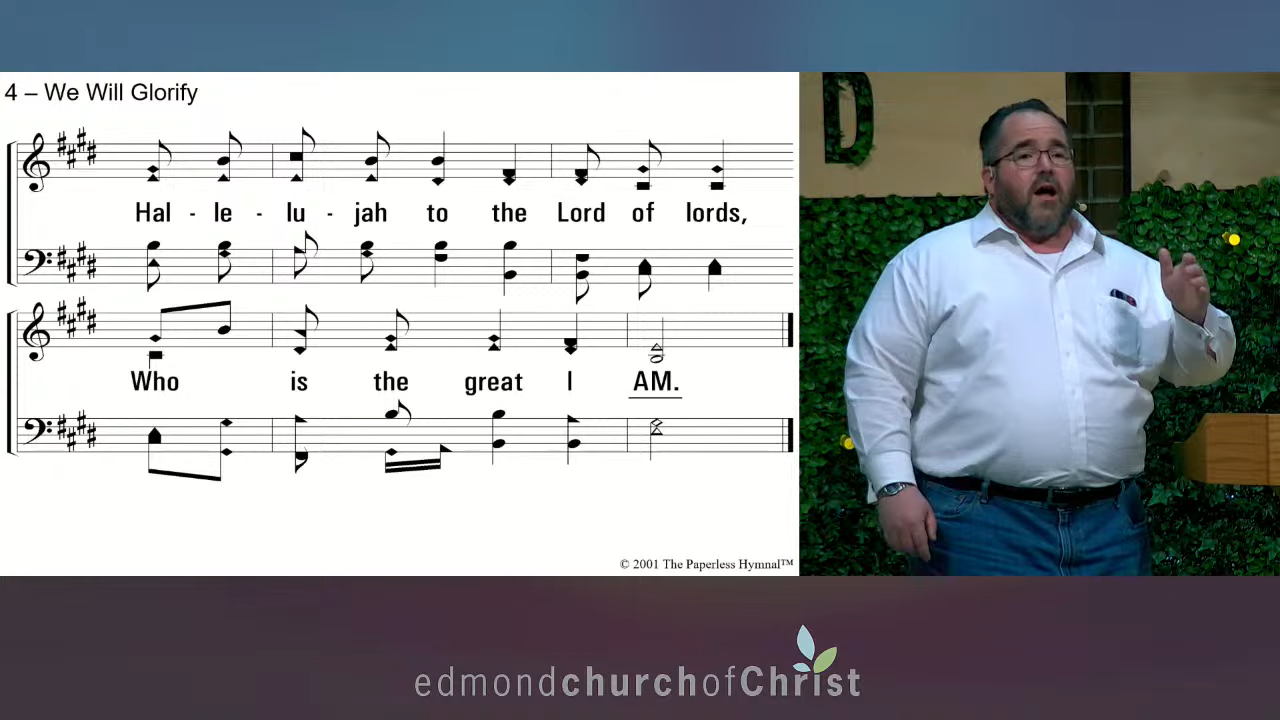 4 – We Will Glorify
D
Hal - le - lu - jah to the Lord of lords,
Who is the great I AM.
© 2001 The Paperless Hymnal™
edmondchurchofChrist